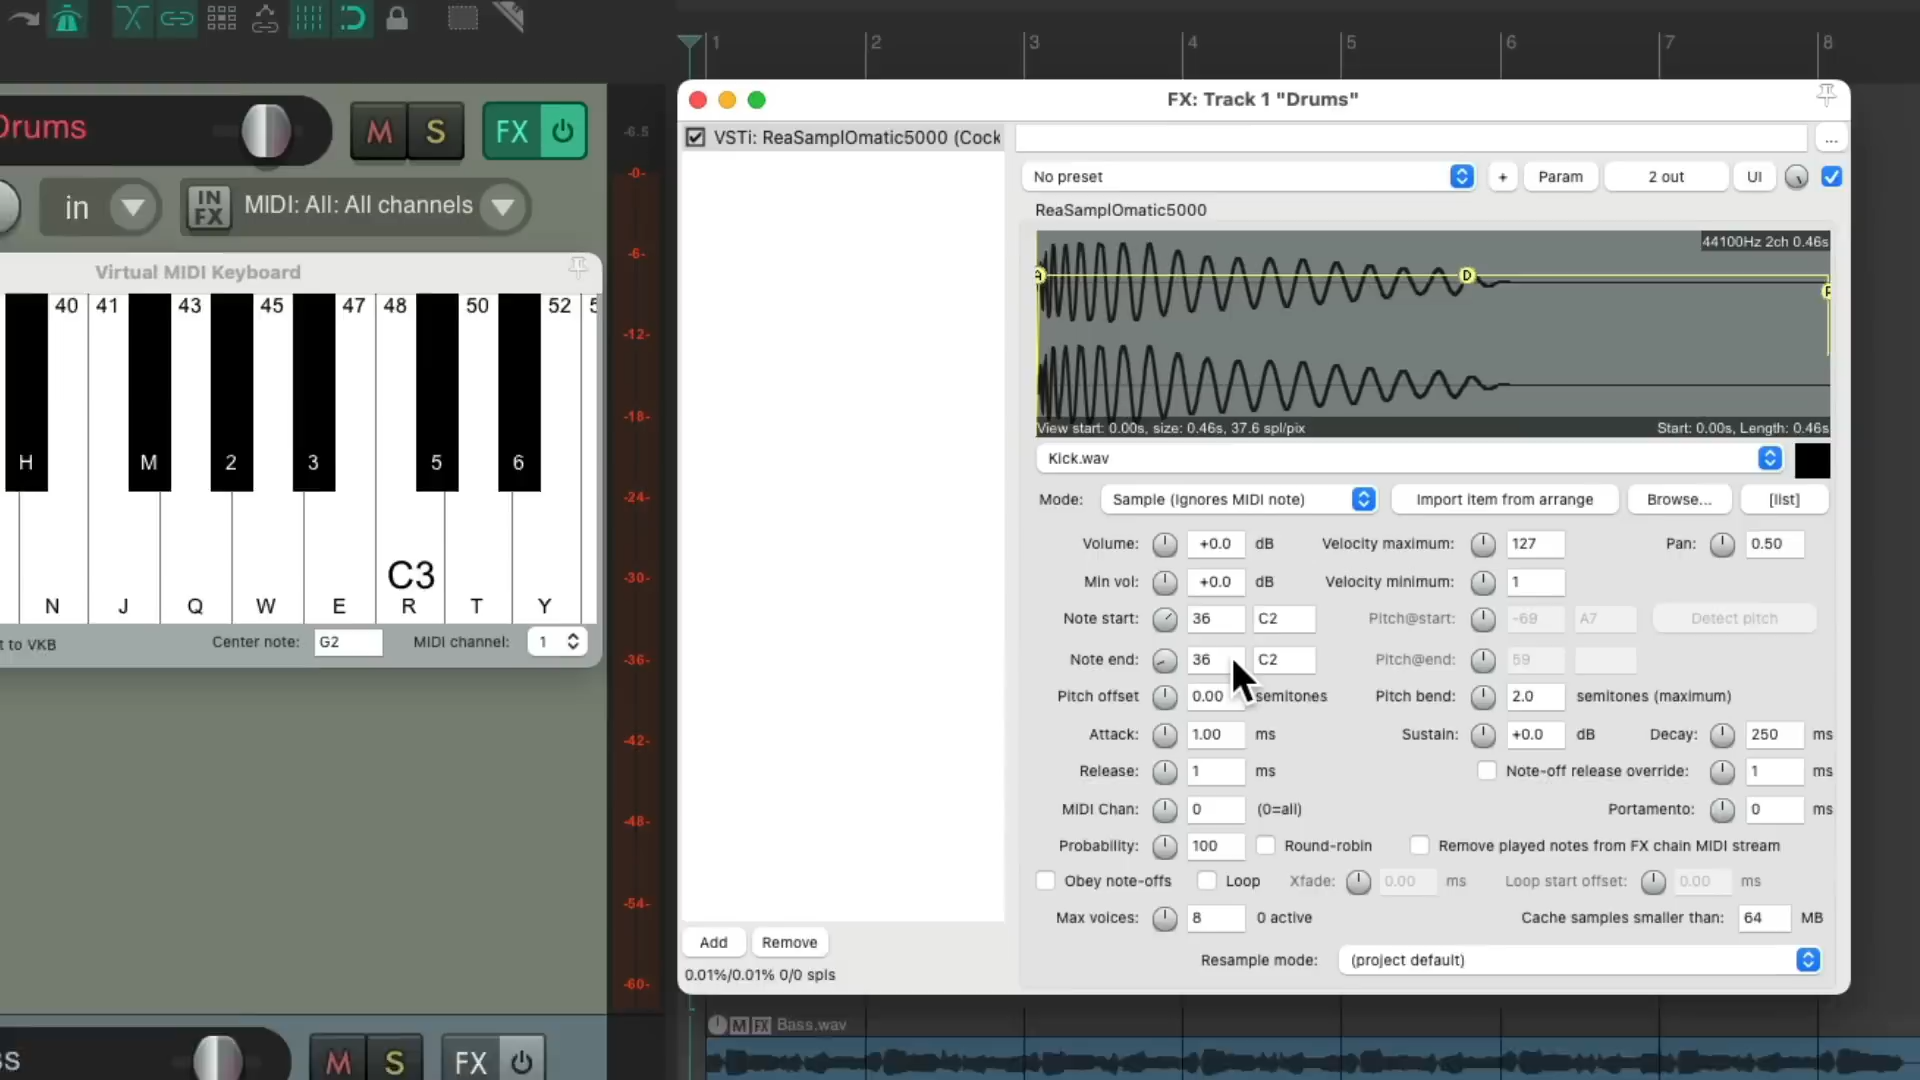 1 2 3 4 5 6 7 8
FX: Track 1 "Drums"
Drums M S FX
in IN FX MIDI: All: All channels
Virtual MIDI Keyboard
40 41 43 45 47 48 50 52 5
H M 2 3 5 6
C3
N J Q W E R T Y
t to VKB Center note: G2 MIDI channel: 1
-6.5
-0-
-6-
-12-
-18-
-24-
-30-
-36-
-42-
-48-
-54-
-60-
VSTi: ReaSamplOmatic5000 (Cock
...
No preset + Param 2 out UI
ReaSamplOmatic5000
44100Hz 2ch 0.46s
A D
View start: 0.00s, size: 0.46s, 37.6 spl/pix Start: 0.00s, Length: 0.46s
Kick.wav
Mode: Sample (Ignores MIDI note) Import item from arrange Browse... [list]
Volume: +0.0 dB Velocity maximum: 127 Pan: 0.50
Min vol: +0.0 dB Velocity minimum: 1
Note start: 36 C2 Pitch@start: -69 A7 Detect pitch
Note end: 36 C2 Pitch@end: 59
Pitch offset 0.00 semitones Pitch bend: 2.0 semitones (maximum)
Attack: 1.00 ms Sustain: +0.0 dB Decay: 250 ms
Release: 1 ms Note-off release override: 1 ms
MIDI Chan: 0 (0=all) Portamento: 0 ms
Probability: 100 Round-robin Remove played notes from FX chain MIDI stream
Obey note-offs Loop Xfade: 0.00 ms Loop start offset: 0.00 ms
Max voices: 8 0 active Cache samples smaller than: 64 MB
Resample mode: (project default)
Add Remove
0.01%/0.01% 0/0 spls
M FX Bass.wav
M S FX